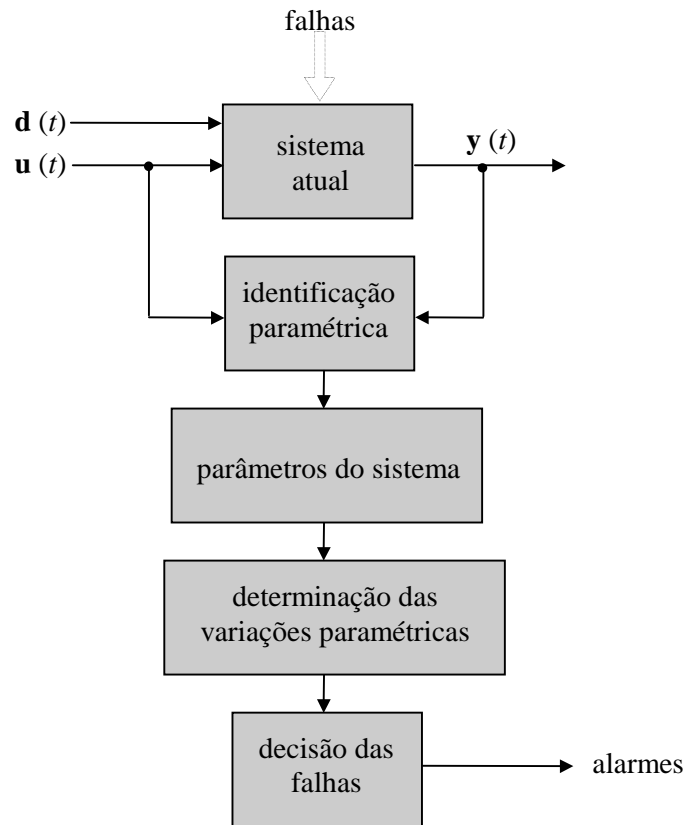 falhas
d (t)
u (t)
sistema
atual
y (t)
identificação
paramétrica
parâmetros do sistema
determinação das
variações paramétricas
decisão das
falhas
alarmes